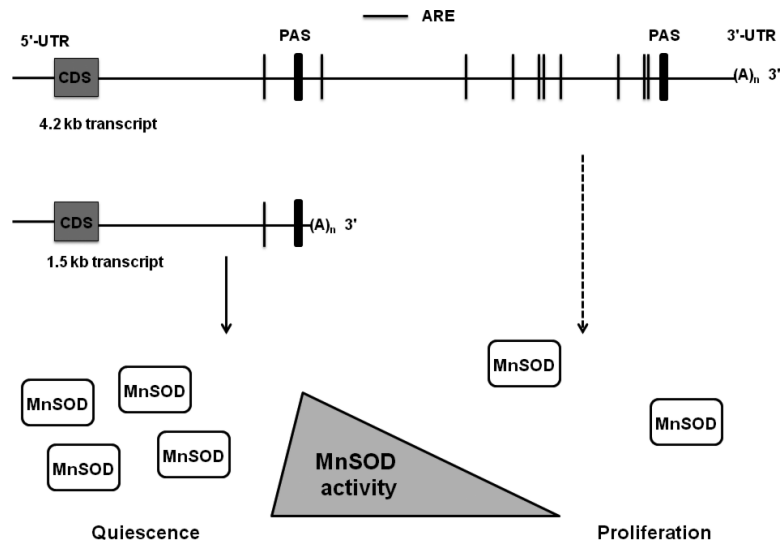 ARE
5'-UTR
PAS
PAS
3'-UTR
CDS
(A)n 3'
4.2 kb transcript
CDS
(A)n 3'
1.5 kb transcript
MnSOD
MnSOD
MnSOD
MnSOD
MnSOD
MnSOD
MnSOD
activity
Quiescence
Proliferation